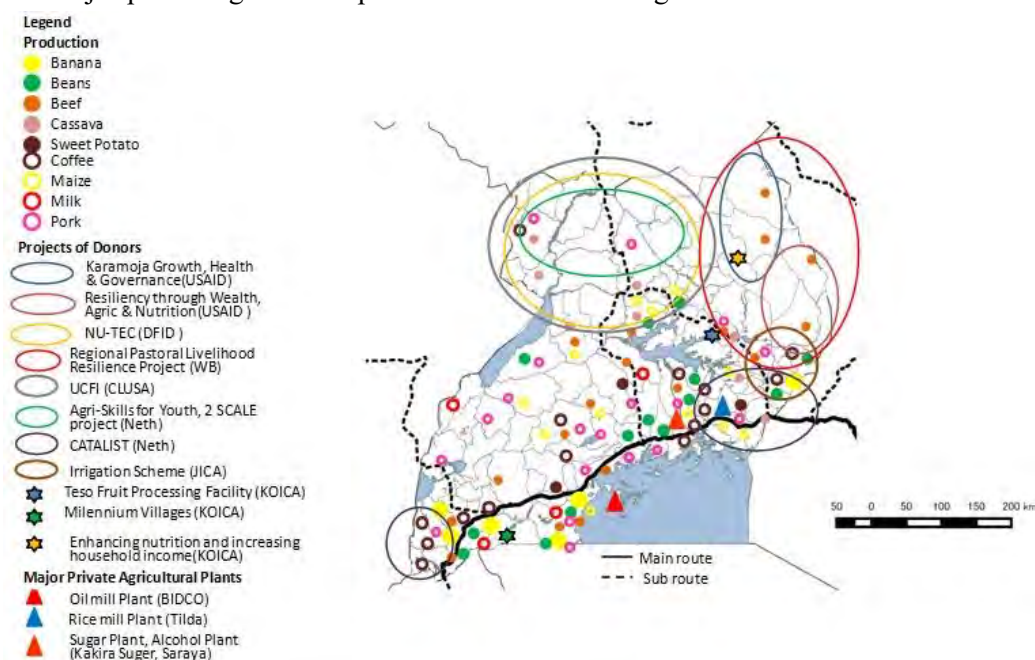 Legend
Production
Banana
Beans
Beef
Cassava
Sweet Potato
Coffee
Maize
Milk
Pork
Projects of Donors
Karamoja Growth, Health
& Governance(USAID)
Resiliency through Wealth,
Agric & Nutrition(USAID )
NU-TEC (DFID )
Regional Pastoral Livelihood
Resilience Project (WB)
UCFI (CLUSA)
Agri-Skills for Youth, 2 SCALE
project (Neth)
CATALIST (Neth)
Irrigation Scheme (JICA)
Teso Fruit Processing Facility (KOICA)
Millennium Villages (KOICA)
Enhancing nutrition and increasing
household income(KOICA)
Major Private Agricultural Plants
Oil mill Plant (BIDCO)
Rice mill Plant (Tilda)
Sugar Plant, Alcohol Plant
(Kakira Suger, Saraya)
Main route
Sub route
50 0 50 100 150 200 km